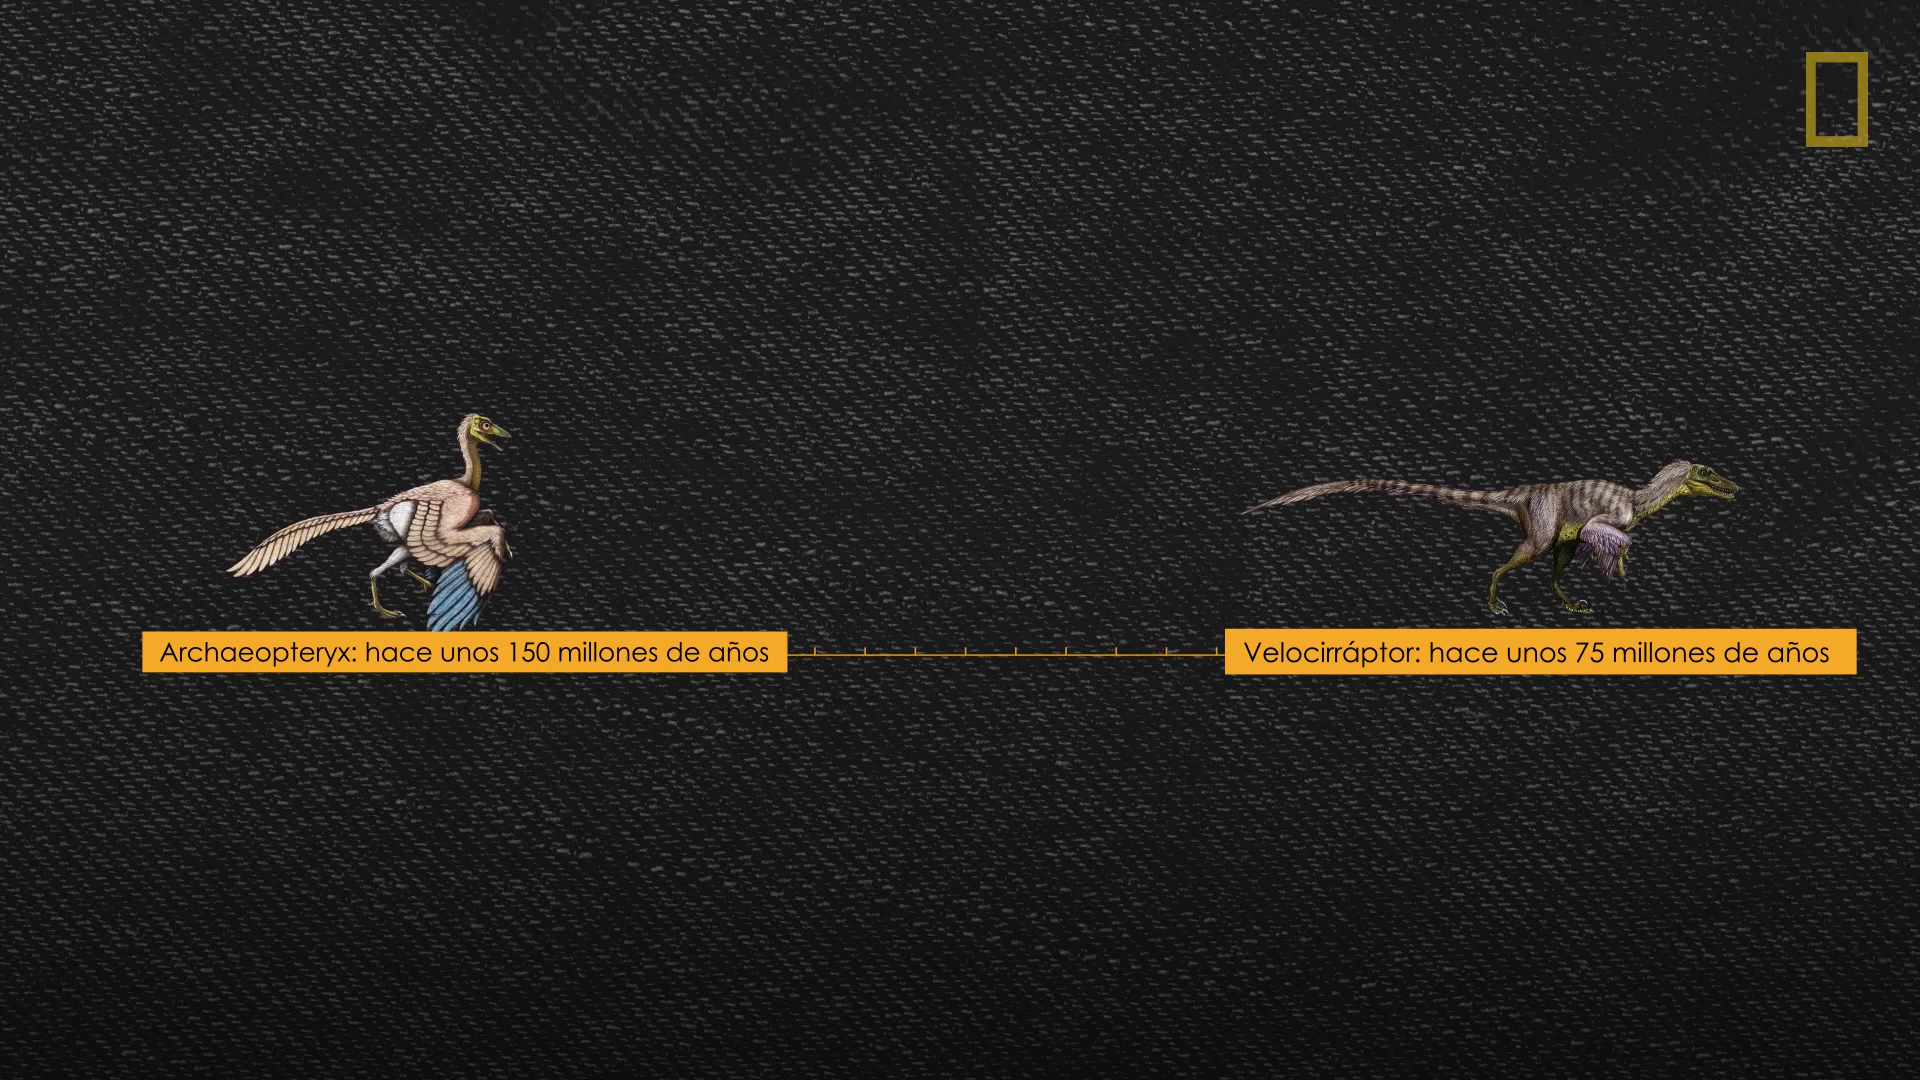 Archaeopteryx: hace unos 150 millones de años
Velocirráptor: hace unos 75 millones de años